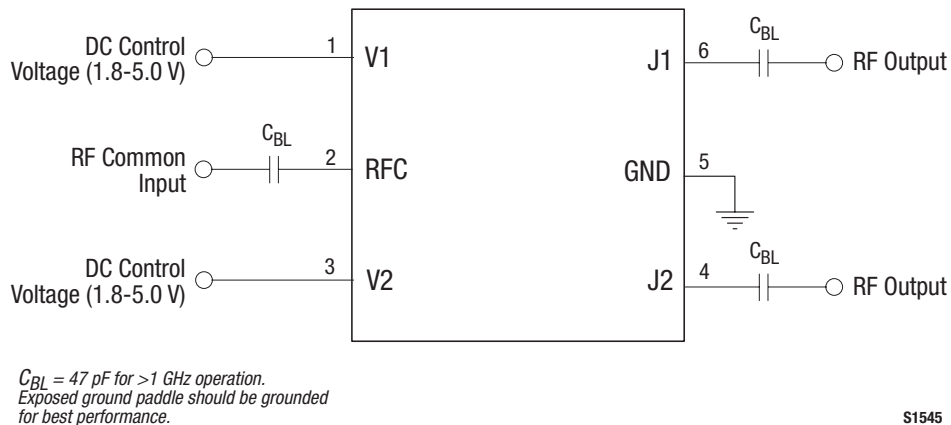 DC Control
Voltage (1.8-5.0 V)
1
V1
J1
6
C_BL
RF Output
RF Common
Input
C_BL
2
RFC
GND
5
DC Control
Voltage (1.8-5.0 V)
3
V2
J2
4
C_BL
RF Output
C_BL = 47 pF for >1 GHz operation.
Exposed ground paddle should be grounded
for best performance.
S1545